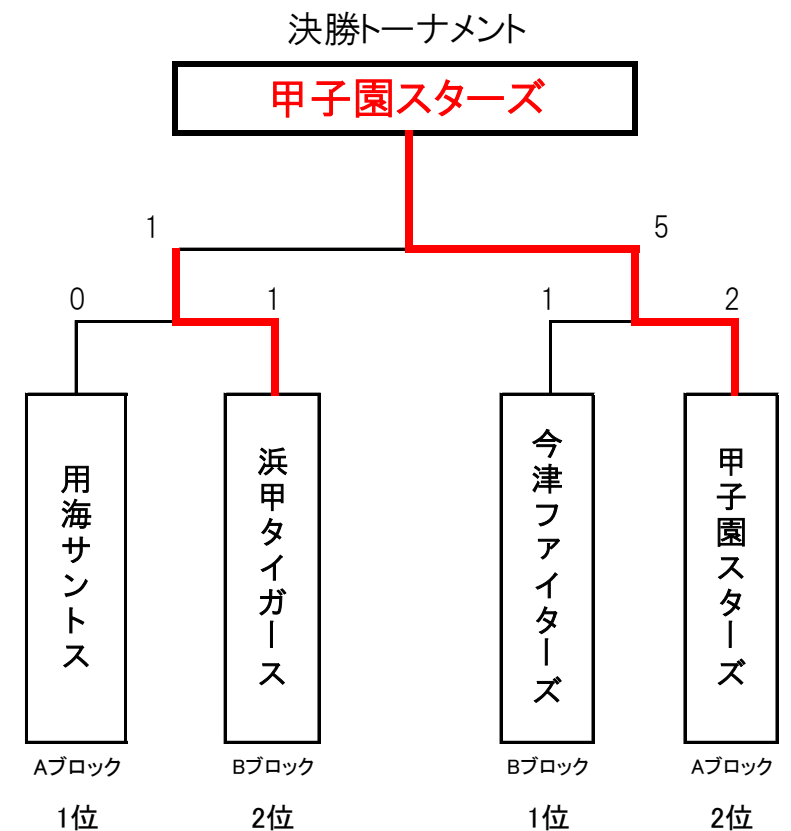 決勝トーナメント
甲子園スターズ
1 5
0 1 1 2
用海サントス
浜甲タイガース
今津ファイターズ
甲子園スターズ
Aブロック Bブロック Bブロック Aブロック
1位 2位 1位 2位